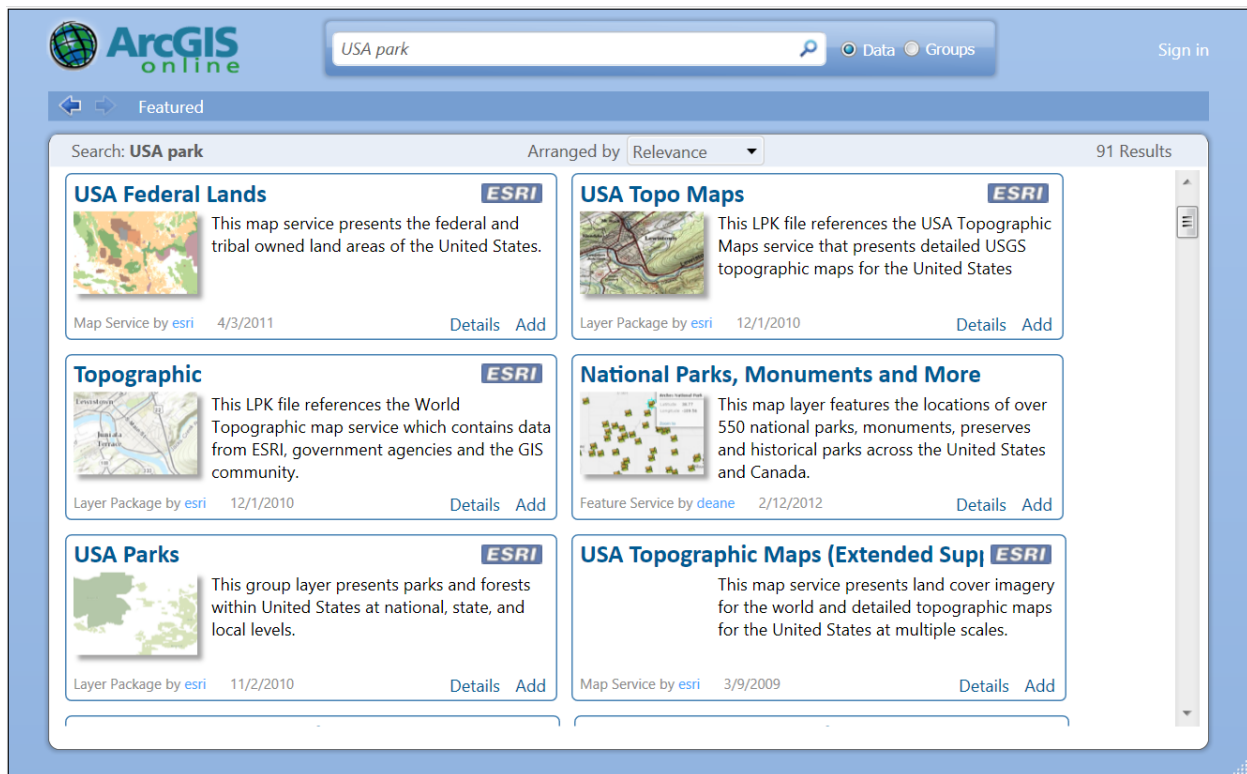 ArcGIS
online
USA park
Data
Groups
Sign in
Featured
Search: USA park
Arranged by Relevance
91 Results
USA Federal Lands
ESRI
This map service presents the federal and
tribal owned land areas of the United States.
Map Service by esri 4/3/2011
Details Add
USA Topo Maps
ESRI
This LPK file references the USA Topographic
Maps service that presents detailed USGS
topographic maps for the United States
Layer Package by esri 12/1/2010
Details Add
Topographic
ESRI
This LPK file references the World
Topographic map service which contains data
from ESRI, government agencies and the GIS
community.
Layer Package by esri 12/1/2010
Details Add
National Parks, Monuments and More
This map layer features the locations of over
550 national parks, monuments, preserves
and historical parks across the United States
and Canada.
Feature Service by deane 2/12/2012
Details Add
USA Parks
ESRI
This group layer presents parks and forests
within United States at national, state, and
local levels.
Layer Package by esri 11/2/2010
Details Add
USA Topographic Maps (Extended Sup
ESRI
This map service presents land cover imagery
for the world and detailed topographic maps
for the United States at multiple scales.
Map Service by esri 3/9/2009
Details Add